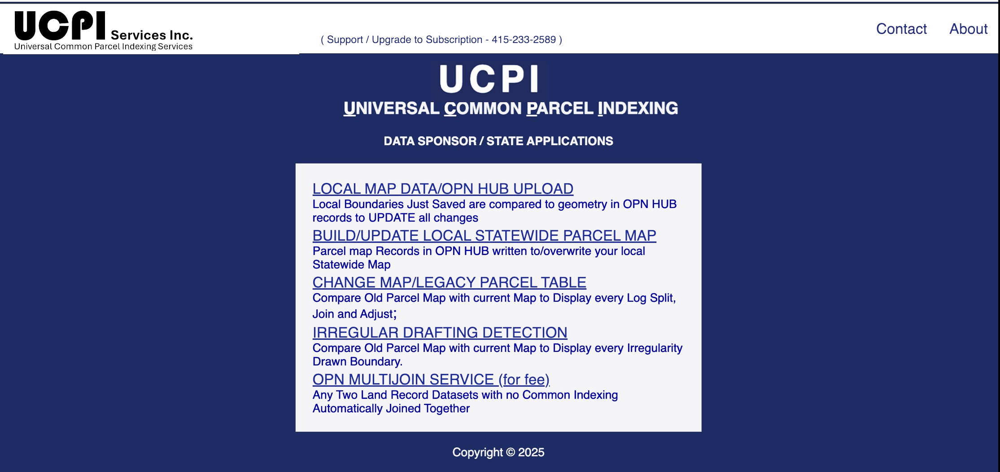 UCPI Services Inc.
Universal Common Parcel Indexing Services
( Support / Upgrade to Subscription - 415-233-2589 )
Contact About
UCPI
UNIVERSAL COMMON PARCEL INDEXING
DATA SPONSOR / STATE APPLICATIONS
LOCAL MAP DATA/OPN HUB UPLOAD
Local Boundaries Just Saved are compared to geometry in OPN HUB
records to UPDATE all changes
BUILD/UPDATE LOCAL STATEWIDE PARCEL MAP
Parcel map Records in OPN HUB written to/overwrite your local
Statewide Map
CHANGE MAP/LEGACY PARCEL TABLE
Compare Old Parcel Map with current Map to Display every Log Split,
Join and Adjust;
IRREGULAR DRAFTING DETECTION
Compare Old Parcel Map with current Map to Display every Irregularity
Drawn Boundary.
OPN MULTIJOIN SERVICE (for fee)
Any Two Land Record Datasets with no Common Indexing
Automatically Joined Together
Copyright © 2025